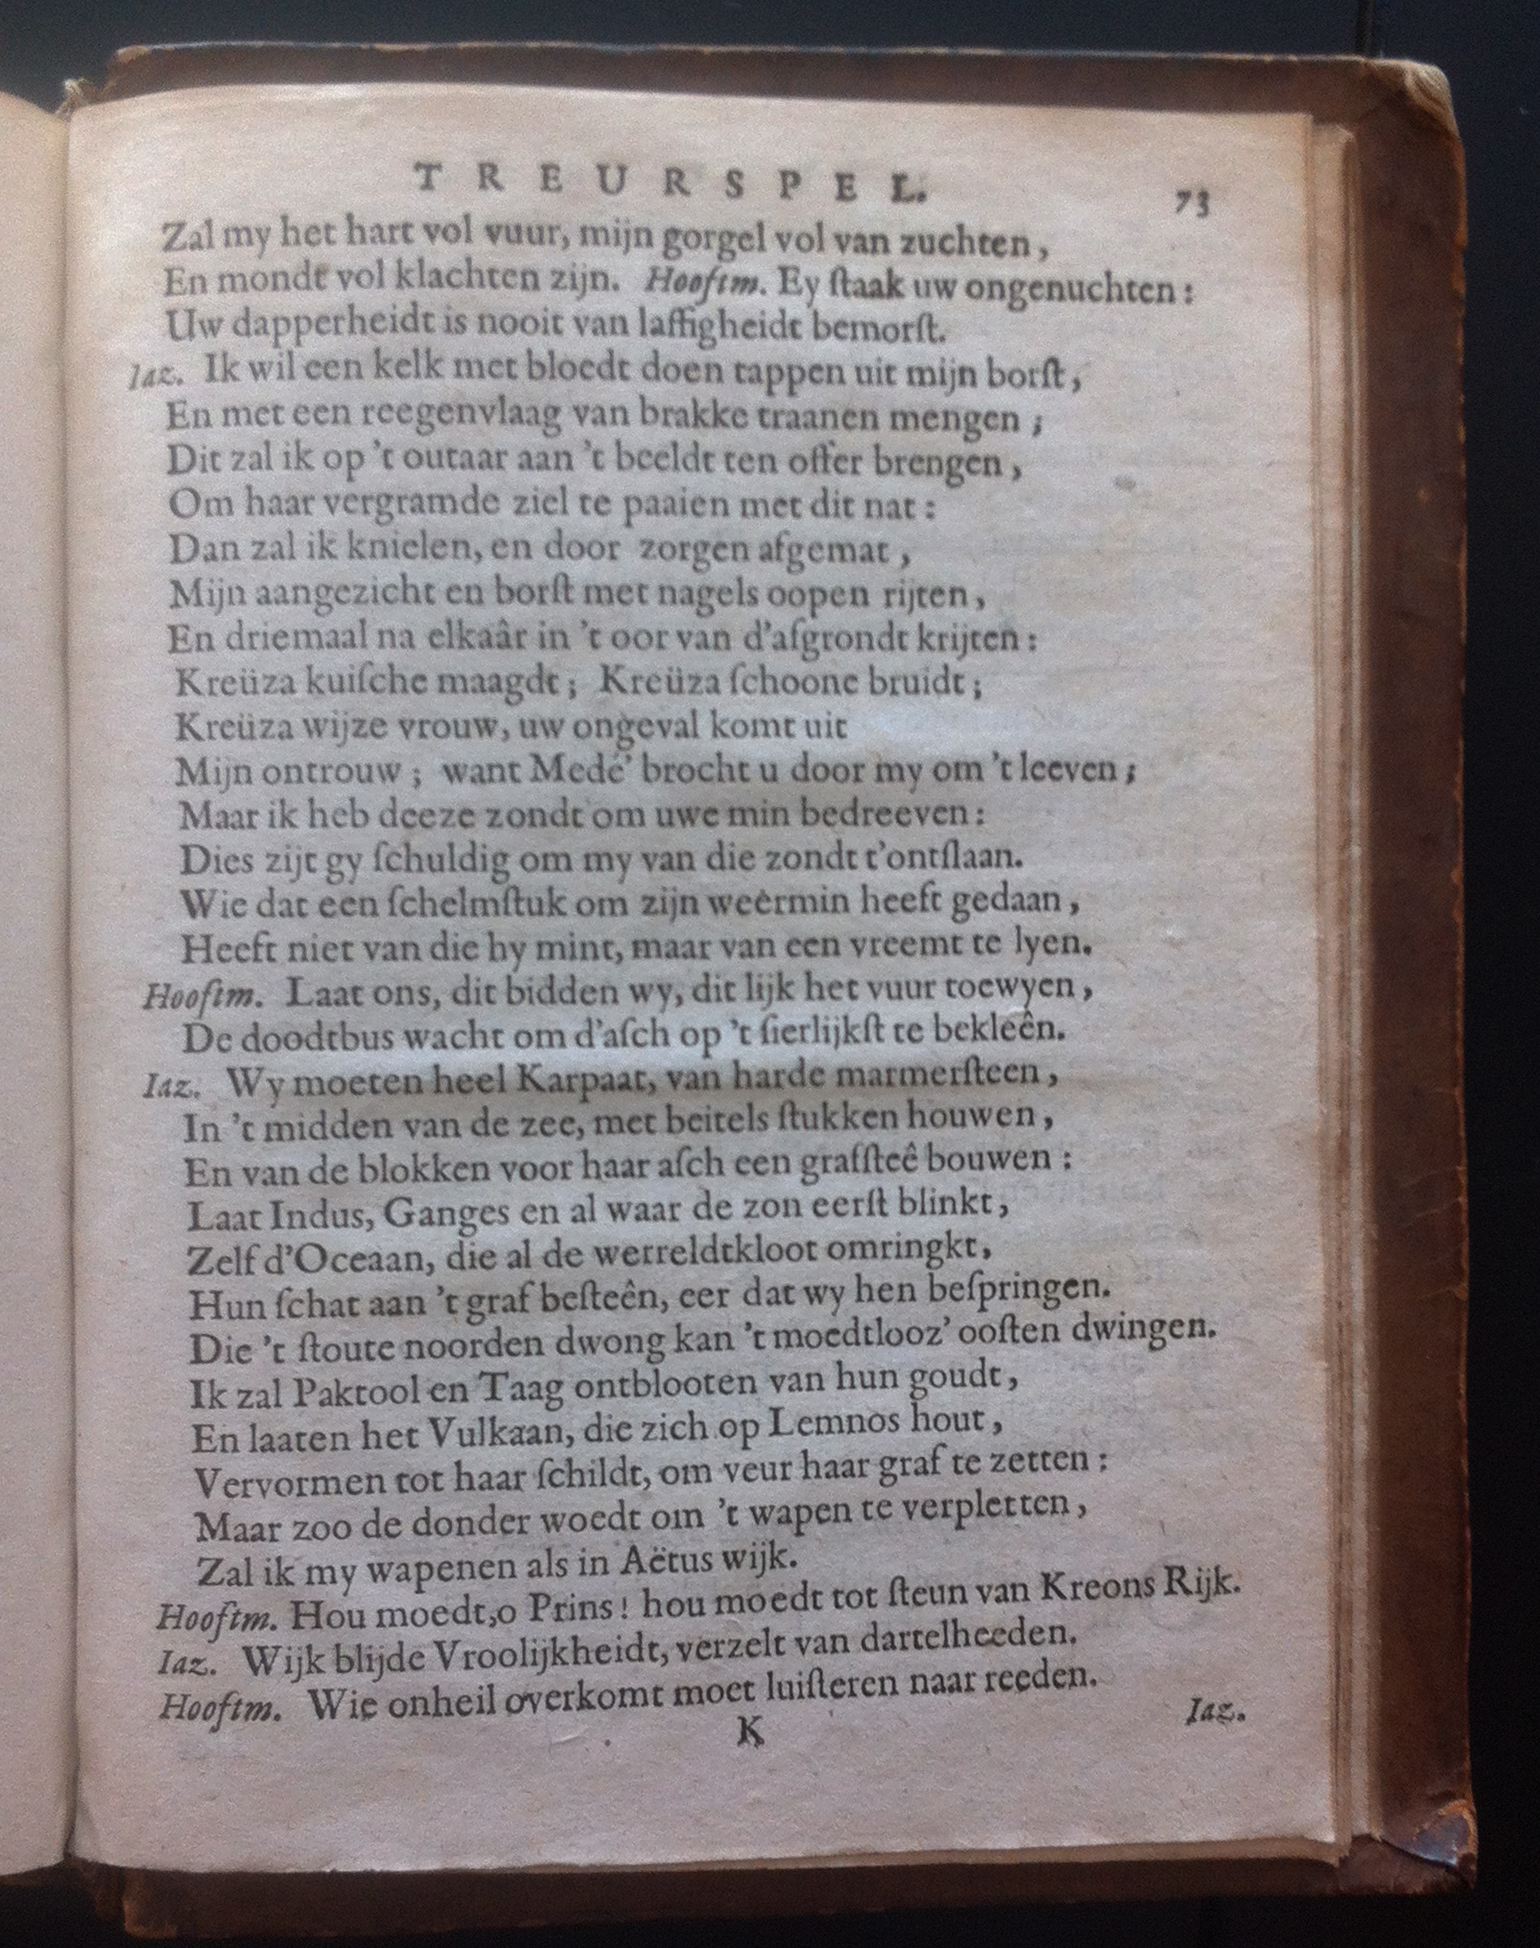 TREURSPEL. 73
Zal my het hart vol vuur, mijn gorgel vol van zuchten,
En mondt vol klachten zijn. Hooftm. Ey ſtaak uw ongenuchten:
Uw dapperheidt is nooit van laffigheidt bemorſt.
Iaz. Ik wil een kelk met bloedt doen tappen uit mijn borſt,
En met een reegenvlaag van brakke traanen mengen;
Dit zal ik op 't outaar aan 't beeldt ten offer brengen,
Om haar vergramde ziel te paaien met dit nat:
Dan zal ik knielen, en door zorgen afgemat,
Mijn aangezicht en borſt met nagels oopen rijten,
En driemaal na elkaâr in 't oor van d'afgrondt krijten:
Kreüza kuiſche maagdt; Kreüza ſchoone bruidt;
Kreüza wijze vrouw, uw ongeval komt uit
Mijn ontrouw; want Medé' brocht u door my om 't leeven;
Maar ik heb deeze zondt om uwe min bedreeven:
Dies zijt gy ſchuldig om my van die zondt t'ontſlaan.
Wie dat een ſchelmſtuk om zijn weêrmin heeft gedaan,
Heeft niet van die hy mint, maar van een vreemt te lyen.
Hooftm. Laat ons, dit bidden wy, dit lijk het vuur toewyen,
De doodtbus wacht om d'aſch op 't ſierlijkſt te bekleên.
Iaz. Wy moeten heel Karpaat, van harde marmerſteen,
In 't midden van de zee, met beitels ſtukken houwen,
En van de blokken voor haar aſch een grafſteê bouwen:
Laat Indus, Ganges en al waar de zon eerſt blinkt,
Zelf d'Oceaan, die al de werreldtkloot omringkt,
Hun ſchat aan 't graf beſteên, eer dat wy hen beſpringen.
Die 't ſtoute noorden dwong kan 't moedtlooz' ooſten dwingen.
Ik zal Paktool en Taag ontblooten van hun goudt,
En laaten het Vulkaan, die zich op Lemnos hout,
Vervormen tot haar ſchildt, om veur haar graf te zetten:
Maar zoo de donder woedt om 't wapen te verpletten,
Zal ik my wapenen als in Aëtus wijk.
Hooftm. Hou moedt, o Prins! hou moedt tot ſteun van Kreons Rijk.
Iaz. Wijk blijde Vroolijkheidt, verzelt van dartelheeden.
Hooftm. Wie onheil overkomt moet luiſteren naar reeden.
K Iaz.